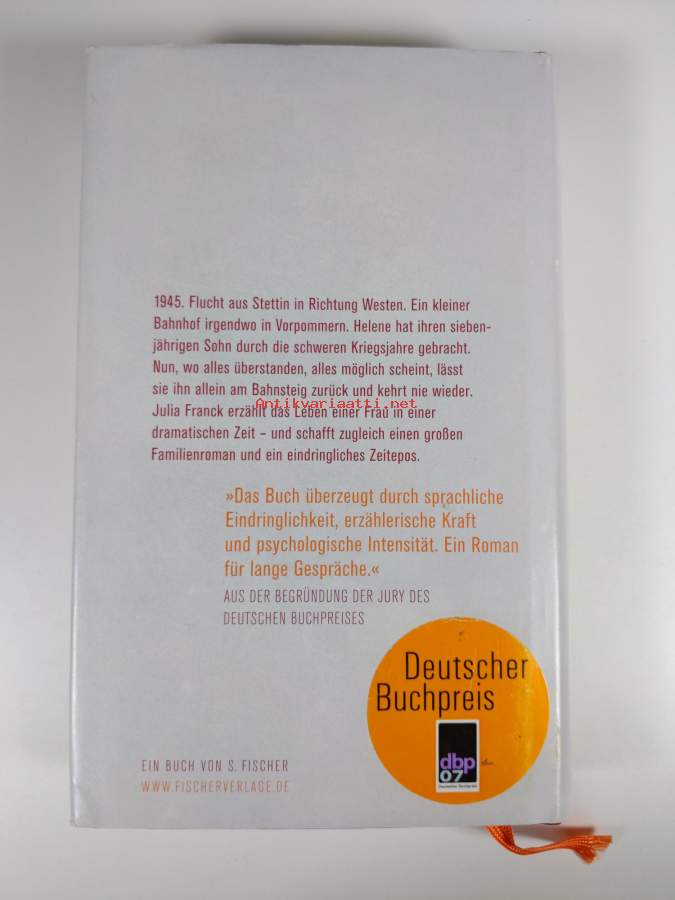 1945. Flucht aus Stettin in Richtung Westen. Ein kleiner
Bahnhof irgendwo in Vorpommern. Helene hat ihren sieben-
jährigen Sohn durch die schweren Kriegsjahre gebracht.
Nun, wo alles überstanden, alles möglich scheint, lässt
sie ihn allein am Bahnsteig zurück und kehrt nie wieder.
Antikvariaatti.net
Julia Franck erzählt das Leben einer Frau in einer
dramatischen Zeit – und schafft zugleich einen großen
Familienroman und ein eindringliches Zeitepos.
»Das Buch überzeugt durch sprachliche
Eindringlichkeit, erzählerische Kraft
und psychologische Intensität. Ein Roman
für lange Gespräche.«
AUS DER BEGRÜNDUNG DER JURY DES
DEUTSCHEN BUCHPREISES
Deutscher
Buchpreis
dbp
07
Deutscher Buchpreis
EIN BUCH VON S. FISCHER
WWW.FISCHERVERLAGE.DE